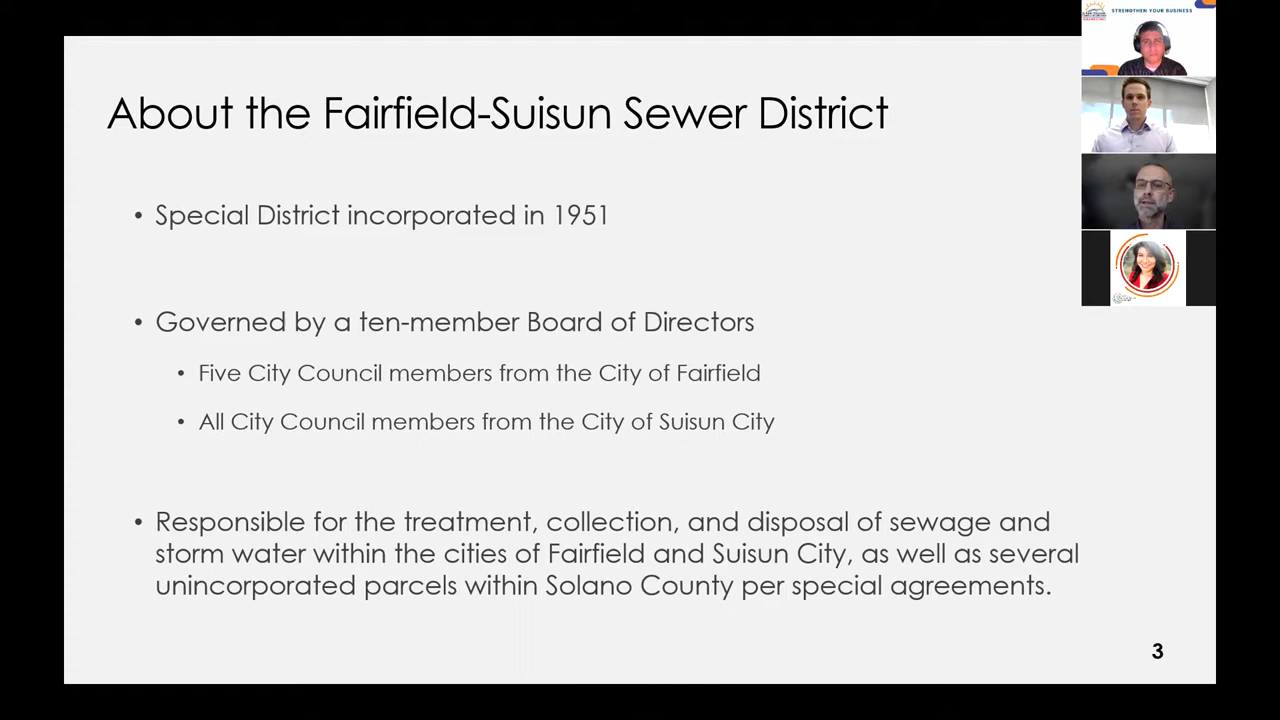 STRENGTHEN YOUR BUSINESS
About the Fairfield-Suisun Sewer District
• Special District incorporated in 1951
• Governed by a ten-member Board of Directors
• Five City Council members from the City of Fairfield
• All City Council members from the City of Suisun City
• Responsible for the treatment, collection, and disposal of sewage and
storm water within the cities of Fairfield and Suisun City, as well as several
unincorporated parcels within Solano County per special agreements.
3